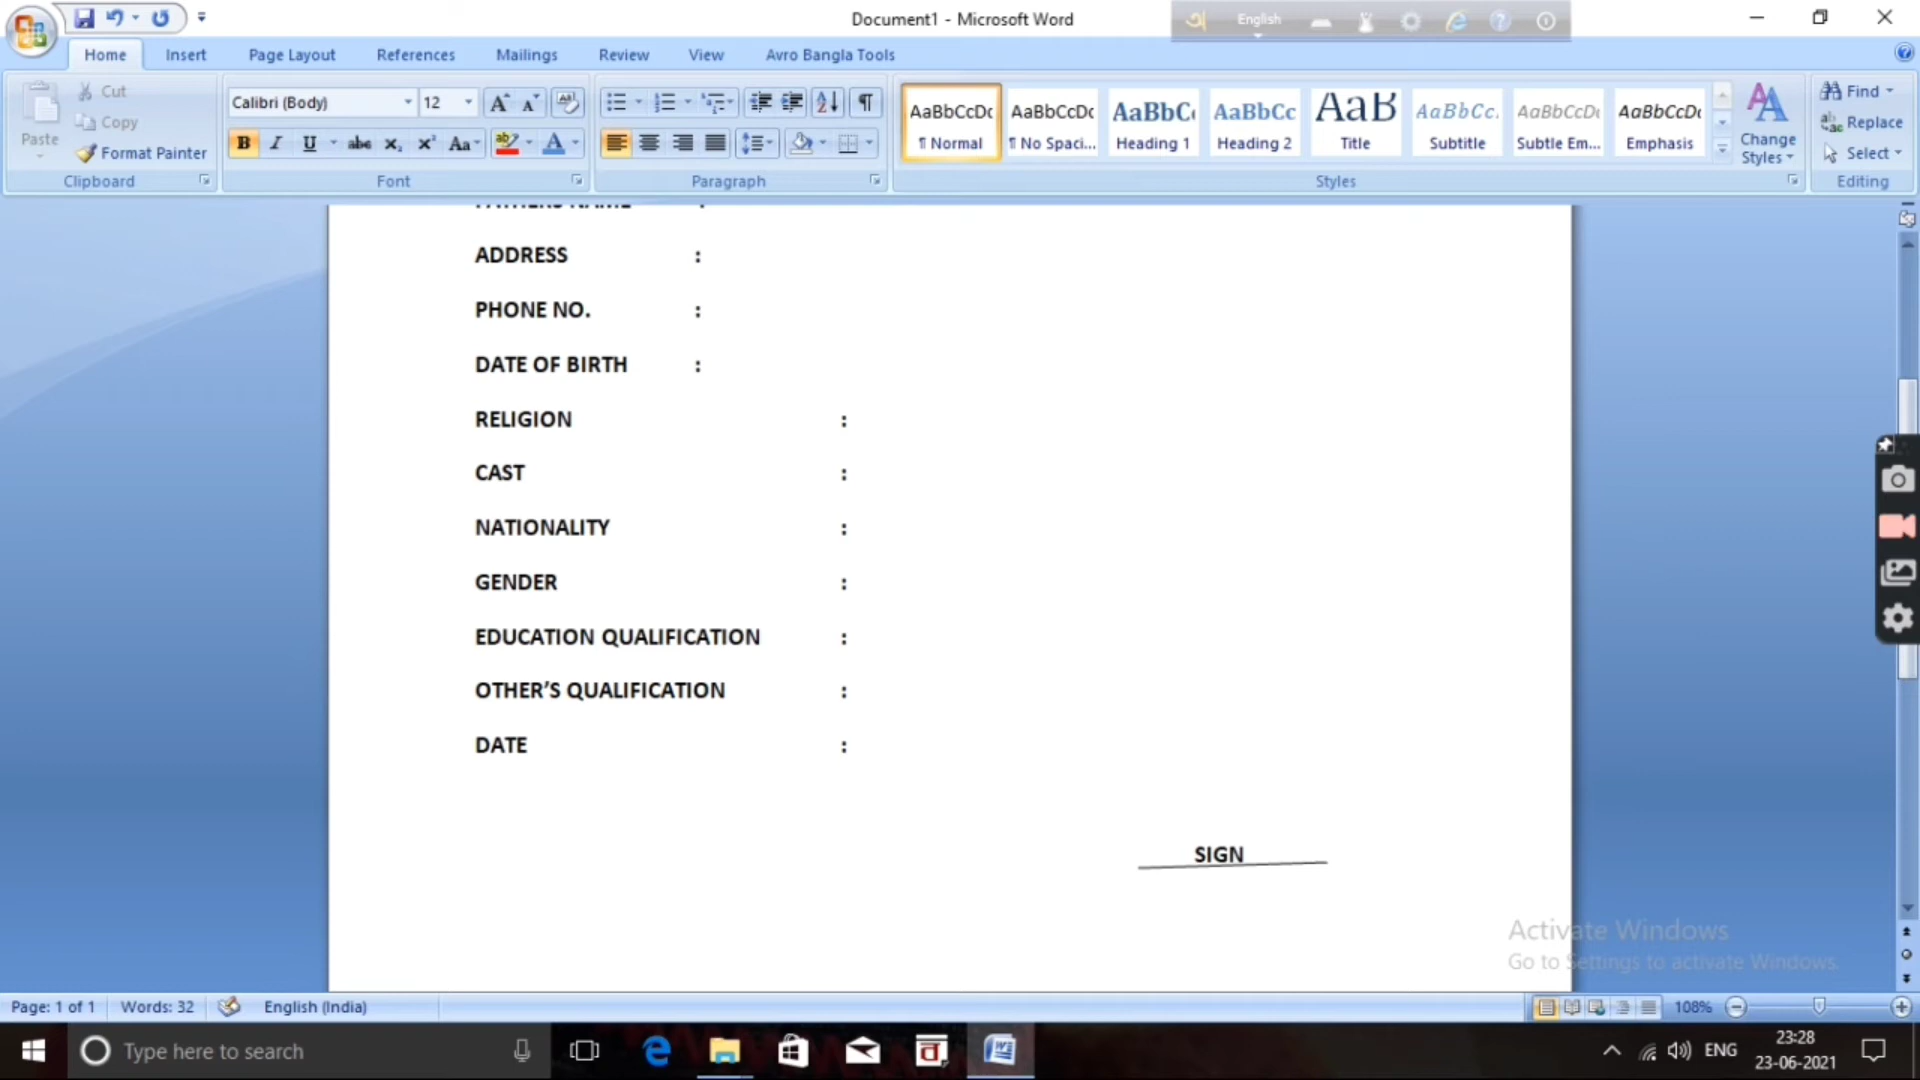 Document1 - Microsoft Word
English
Home Insert Page Layout References Mailings Review View Avro Bangla Tools
Paste
Cut
Copy
Format Painter
Clipboard
Calibri (Body) 12
Font
Paragraph
AaBbCcDc AaBbCcDc AaBbC AaBbCc AaB AaBbCc. AaBbCcDc AaBbCcDc
¶ Normal ¶ No Spaci... Heading 1 Heading 2 Title Subtitle Subtle Em... Emphasis
Styles
Change
Styles
Find
Replace
Select
Editing
ADDRESS :
PHONE NO. :
DATE OF BIRTH :
RELIGION :
CAST :
NATIONALITY :
GENDER :
EDUCATION QUALIFICATION :
OTHER’S QUALIFICATION :
DATE :
SIGN
Activate Windows
Go to Settings to activate Windows.
Page: 1 of 1 Words: 32 English (India) 108%
Type here to search
ENG
23:28
23-06-2021